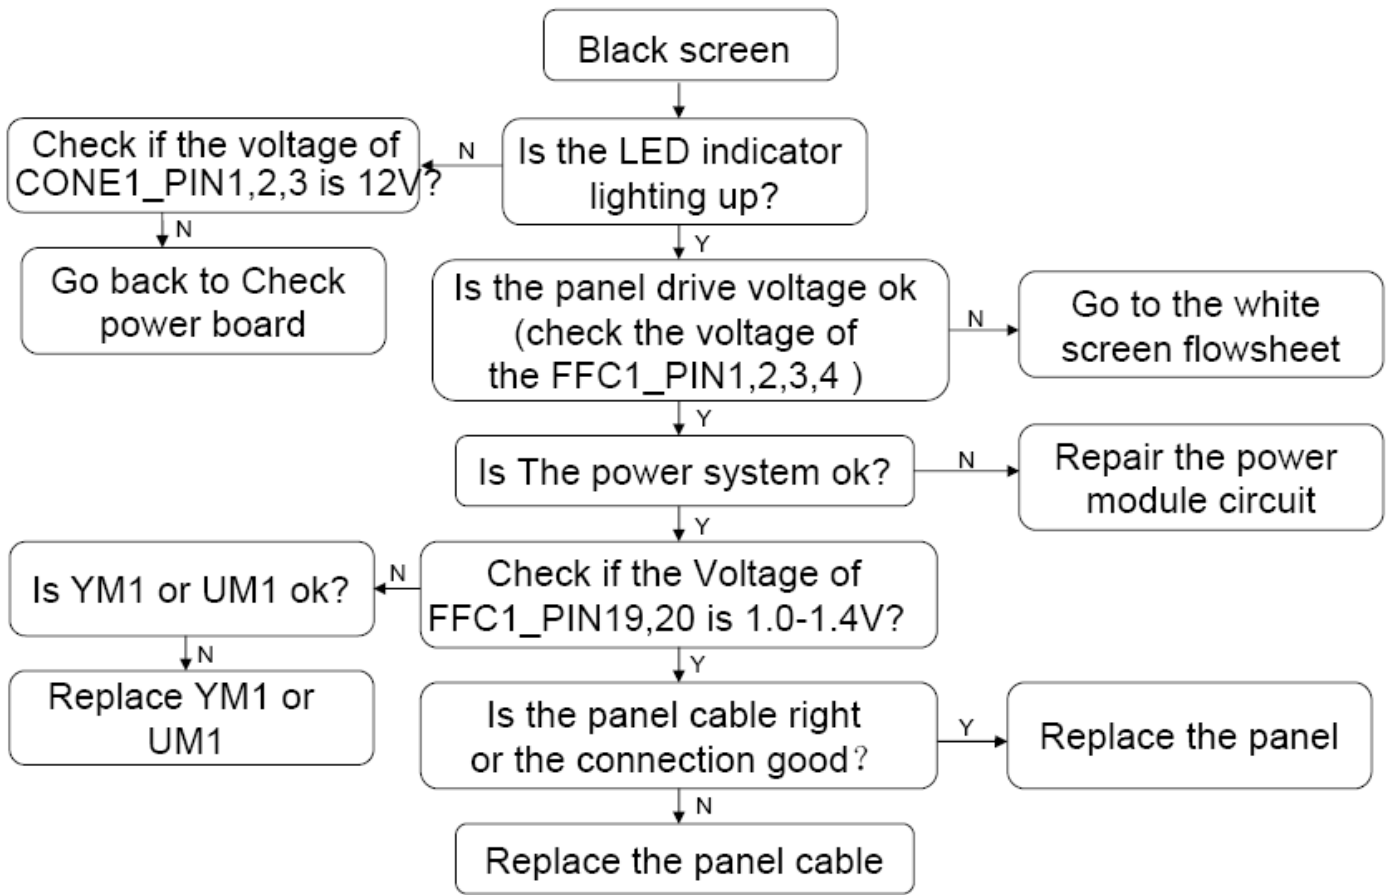 Black screen
Check if the voltage of
CONE1_PIN1,2,3 is 12V?
N
Is the LED indicator
lighting up?
N
Y
Go back to Check
power board
Is the panel drive voltage ok
(check the voltage of
the FFC1_PIN1,2,3,4 )
N
Go to the white
screen flowsheet
Y
Is The power system ok?
N
Repair the power
module circuit
Y
Is YM1 or UM1 ok?
N
Check if the Voltage of
FFC1_PIN19,20 is 1.0-1.4V?
N
Y
Replace YM1 or
UM1
Is the panel cable right
or the connection good?
Y
Replace the panel
N
Replace the panel cable